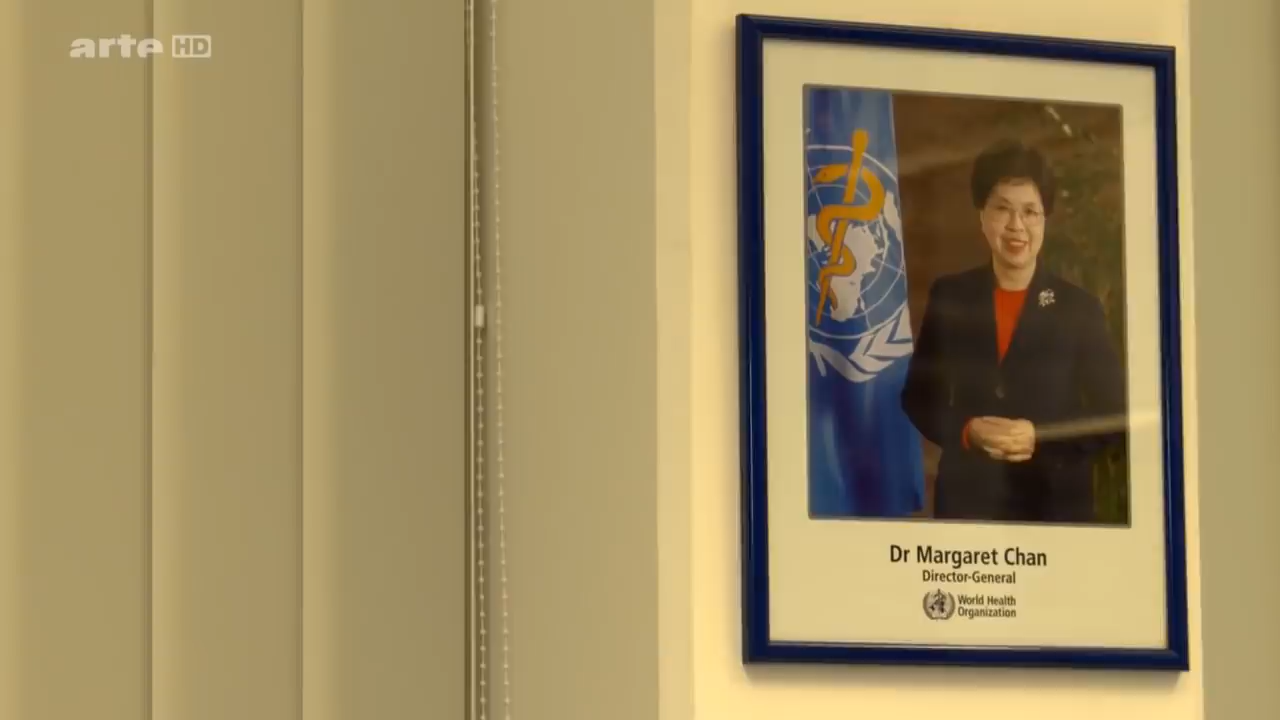 arte HD
Dr Margaret Chan
Director-General
World Health
Organization